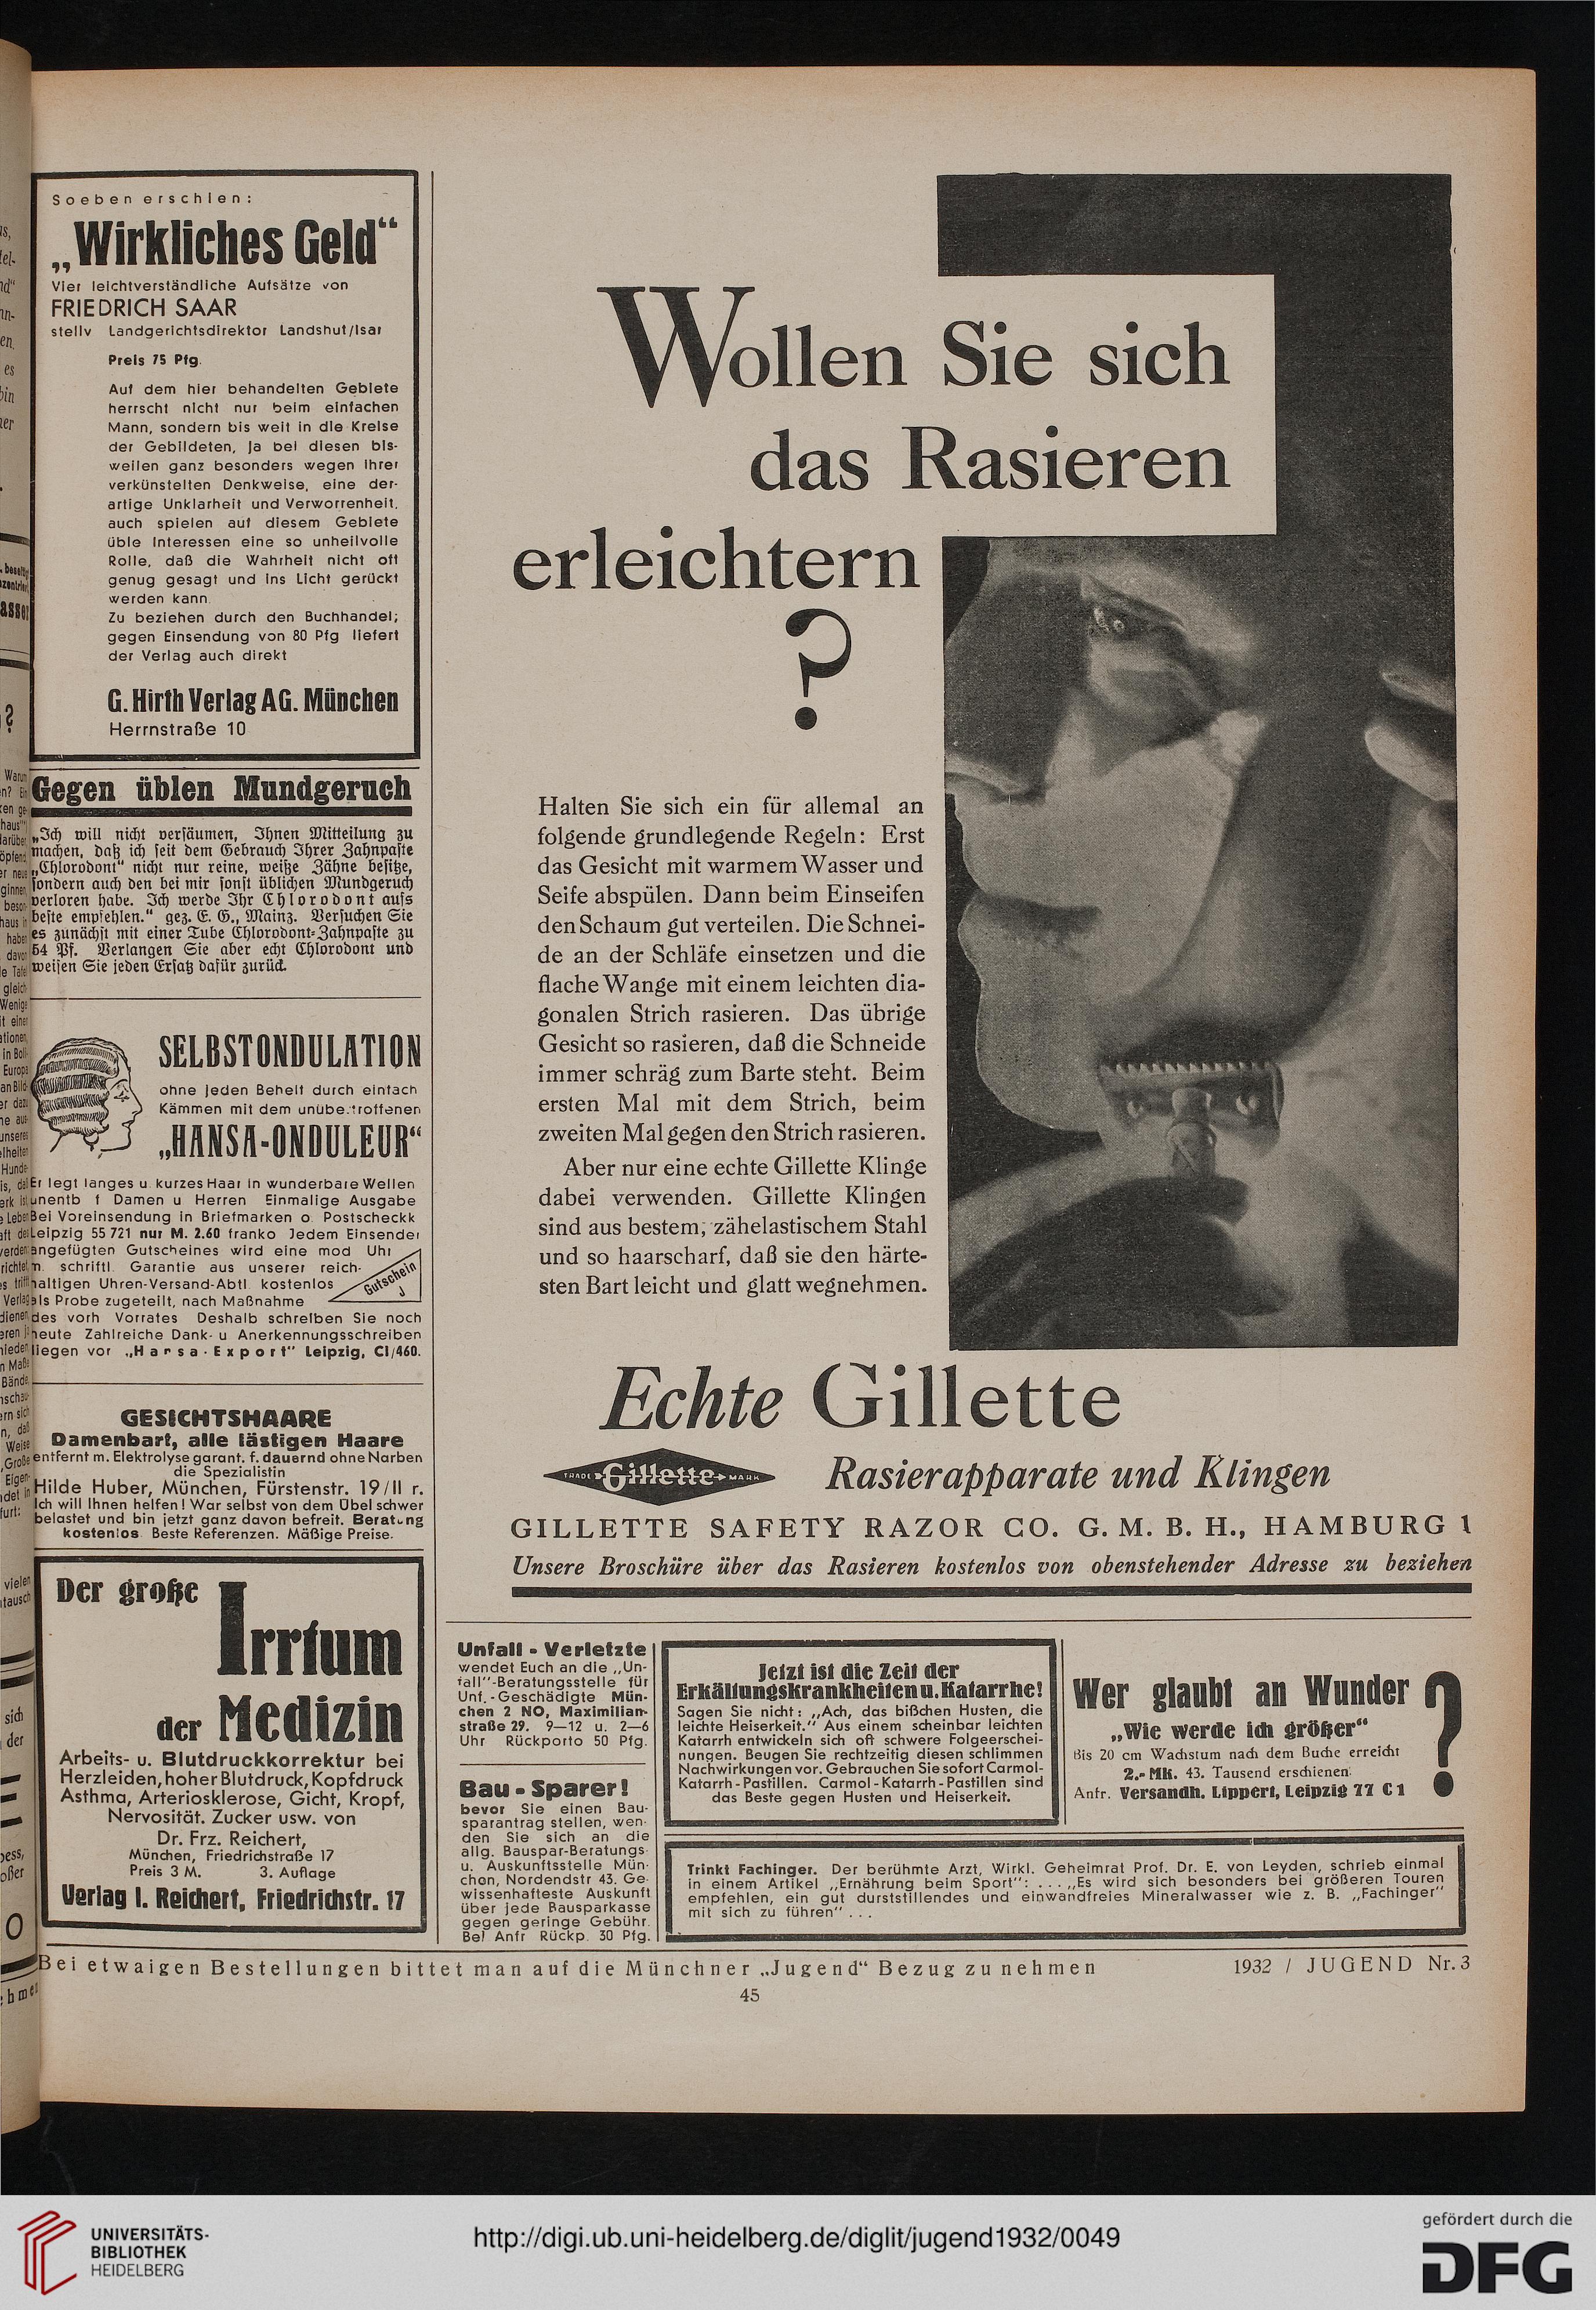 Soeben erschien:
„Wirkliches Geld“
Vier leichtverständliche Aufsätze von
FRIEDRICH SAAR
stellv Landgerichtsdirektor Landshut/Isar
Preis 75 Pfg.
Auf dem hier behandelten Gebiete
herrscht nicht nur beim einfachen
Mann, sondern bis weit in die Kreise
der Gebildeten, ja bei diesen bis-
weilen ganz besonders wegen ihrer
verkünstelten Denkweise, eine der-
artige Unklarheit und Verworrenheit,
auch spielen auf diesem Gebiete
üble Interessen eine so unheilvolle
Rolle, daß die Wahrheit nicht oft
genug gesagt und ins Licht gerückt
werden kann
Zu beziehen durch den Buchhandel;
gegen Einsendung von 80 Pfg liefert
der Verlag auch direkt
G. Hirth Verlag AG. München
Herrnstraße 10
Gegen üblen Mundgeruch
„Ich will nicht versäumen, Ihnen Mitteilung zu
machen, daß ich seit dem Gebrauch Ihrer Zahnpaste
„Chlorodont“ nicht nur reine, weiße Zähne besitze,
sondern auch den bei mir sonst üblichen Mundgeruch
verloren habe. Ich werde Ihr Chlorodont aufs
beste empfehlen.“ gez. E. G., Mainz. Versuchen Sie
es zunächst mit einer Tube Chlorodont-Zahnpaste zu
54 Pf. Verlangen Sie aber echt Chlorodont und
weisen Sie jeden Ersatz dafür zurück.
SELBSTONDULATION
ohne jeden Behelf durch einfach
Kämmen mit dem unübertroffenen
„HANSA-ONDULEUR“
Er legt langes u. kurzes Haar in wunderbare Wellen
unentb f Damen u Herren Einmalige Ausgabe
Bei Voreinsendung in Briefmarken o. Postscheckk
Leipzig 55 721 nur M. 2.60 franko Jedem Einsender
angefügten Gutscheines wird eine mod Uhr
m. schriftl. Garantie aus unserer reich-
haltigen Uhren-Versand-Abtl. kostenlos
als Probe zugeteilt, nach Maßnahme
Gutschein
J
des vorh Vorrates Deshalb schreiben Sie noch
heute Zahlreiche Dank- u Anerkennungsschreiben
liegen vor „Hansa-Export“ Leipzig, CI/460.
GESICHTSHAARE
Damenbart, alle lästigen Haare
entfernt m. Elektrolyse garant. f. dauernd ohne Narben
die Spezialistin
Hilde Huber, München, Fürstenstr. 19/II r.
Ich will Ihnen helfen! War selbst von dem Übel schwer
belastet und bin jetzt ganz davon befreit. Beratung
kostenlos Beste Referenzen. Mäßige Preise.
Der große
Irrtum
der Medizin
Arbeits- u. Blutdruckkorrektur bei
Herzleiden, hoher Blutdruck, Kopfdruck
Asthma, Arteriosklerose, Gicht, Kropf,
Nervosität. Zucker usw. von
Dr. Frz. Reichert,
München, Friedrichstraße 17
Preis 3 M. 3. Auflage
Verlag I. Reichert, Friedrichstr. 17
Wollen Sie sich
das Rasieren
erleichtern
?
Halten Sie sich ein für allemal an
folgende grundlegende Regeln: Erst
das Gesicht mit warmem Wasser und
Seife abspülen. Dann beim Einseifen
den Schaum gut verteilen. Die Schnei-
de an der Schläfe einsetzen und die
flache Wange mit einem leichten dia-
gonalen Strich rasieren. Das übrige
Gesicht so rasieren, daß die Schneide
immer schräg zum Barte steht. Beim
ersten Mal mit dem Strich, beim
zweiten Mal gegen den Strich rasieren.
Aber nur eine echte Gillette Klinge
dabei verwenden. Gillette Klingen
sind aus bestem, zähelastischem Stahl
und so haarscharf, daß sie den härte-
sten Bart leicht und glatt wegnehmen.
Echte Gillette
TRADE Gillette MARK
Rasierapparate und Klingen
GILLETTE SAFETY RAZOR CO. G. M. B. H., HAMBURG 1
Unsere Broschüre über das Rasieren kostenlos von obenstehender Adresse zu beziehen
Unfall - Verletzte
wendet Euch an die „Un-
fall“-Beratungsstelle für
Unf.-Geschädigte Mün-
chen 2 NO, Maximilian-
straße 29. 9—12 u. 2—6
Uhr Rückporto 50 Pfg.
Bau - Sparer!
bevor Sie einen Bau-
sparantrag stellen, wen-
den Sie sich an die
allg. Bauspar-Beratungs-
u. Auskunftsstelle Mün-
chen, Nordendstr 43. Ge-
wissenhafteste Auskunft
über jede Bausparkasse
gegen geringe Gebühr.
Bei Anfr Rückp. 30 Pfg.
Jetzt ist die Zeit der
Erkältungskrankheiten u. Katarrhe!
Sagen Sie nicht: „Ach, das bißchen Husten, die
leichte Heiserkeit.“ Aus einem scheinbar leichten
Katarrh entwickeln sich oft schwere Folgeerschei-
nungen. Beugen Sie rechtzeitig diesen schlimmen
Nachwirkungen vor. Gebrauchen Sie sofort Carmol-
Katarrh-Pastillen. Carmol-Katarrh-Pastillen sind
das Beste gegen Husten und Heiserkeit.
Wer glaubt an Wunder ?
„Wie werde ich größer“
Bis 20 cm Wachstum nach dem Buche erreicht
2.- Mk. 43. Tausend erschienen.
Anfr. Versandh. Lippert, Leipzig 77 C 1
Trinkt Fachinger. Der berühmte Arzt, Wirkl. Geheimrat Prof. Dr. E. von Leyden, schrieb einmal
in einem Artikel „Ernährung beim Sport“: . . . „Es wird sich besonders bei größeren Touren
empfehlen, ein gut durststillendes und einwandfreies Mineralwasser wie z. B. „Fachinger“
mit sich zu führen“ . . .
Bei etwaigen Bestellungen bittet man auf die Münchner „Jugend“ Bezug zu nehmen
1932 / JUGEND Nr. 3
45
UNIVERSITÄTS-
BIBLIOTHEK
HEIDELBERG
http://digi.ub.uni-heidelberg.de/diglit/jugend1932/0049
gefördert durch die
DFG